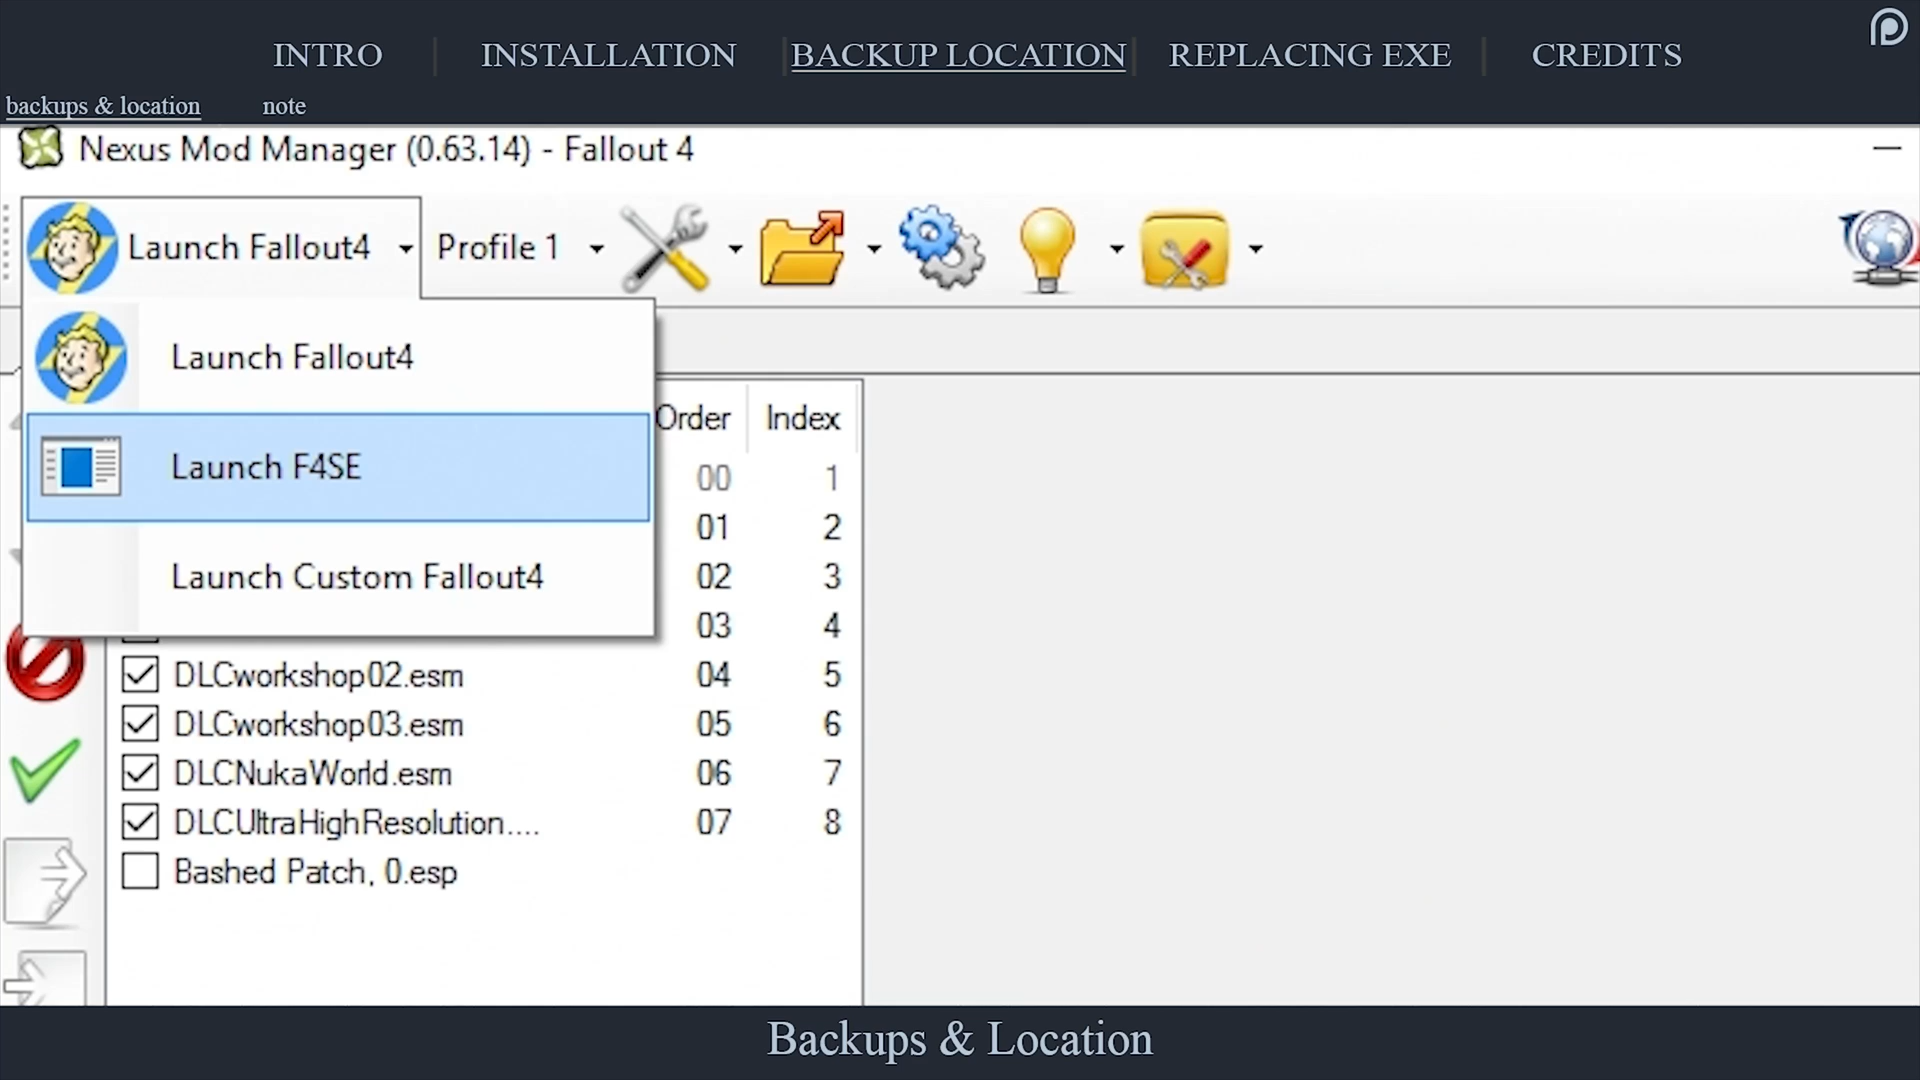 INTRO
INSTALLATION
BACKUP LOCATION
REPLACING EXE
CREDITS
backups & location
note
Nexus Mod Manager (0.63.14) - Fallout 4
Launch Fallout4
Profile 1
Launch Fallout4
Launch F4SE
Launch Custom Fallout4
Order Index
00 1
01 2
02 3
03 4
DLCworkshop02.esm 04 5
DLCworkshop03.esm 05 6
DLCNukaWorld.esm 06 7
DLCUltraHighResolution.... 07 8
Bashed Patch, 0.esp
Backups & Location